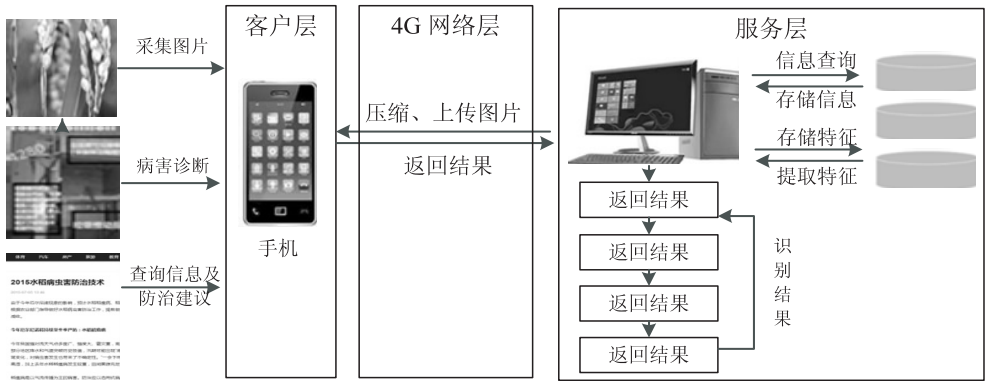 采集图片
病害诊断
2015水稻病虫害防治技术
查询信息及
防治建议
客户层
手机
4G 网络层
压缩、上传图片
返回结果
服务层
信息查询
存储信息
存储特征
提取特征
返回结果
返回结果
返回结果
返回结果
识别结果